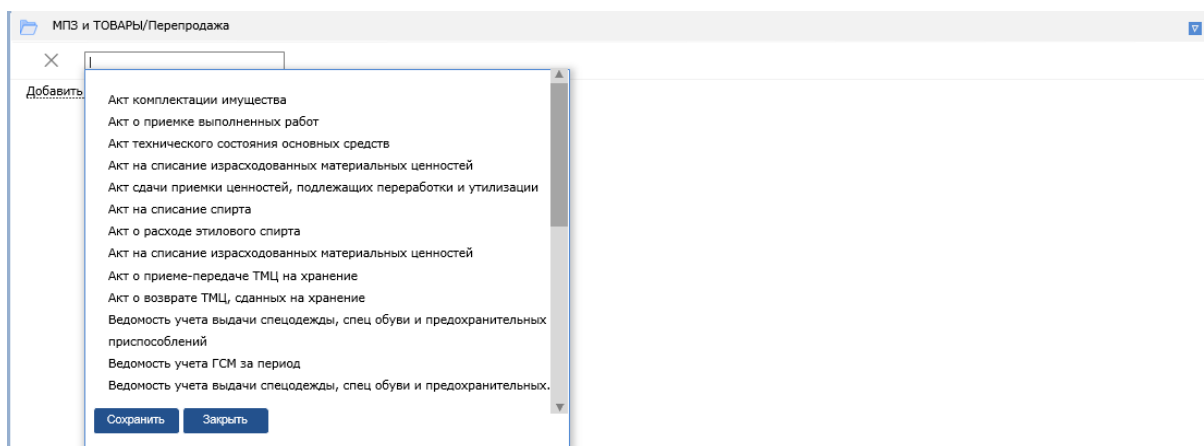 МПЗ и ТОВАРЫ/Перепродажа
Добавить
Акт комплектации имущества
Акт о приемке выполненных работ
Акт технического состояния основных средств
Акт на списание израсходованных материальных ценностей
Акт сдачи приемки ценностей, подлежащих переработки и утилизации
Акт на списание спирта
Акт о расходе этилового спирта
Акт на списание израсходованных материальных ценностей
Акт о приеме-передаче ТМЦ на хранение
Акт о возврате ТМЦ, сданных на хранение
Ведомость учета выдачи спецодежды, спец обуви и предохранительных
приспособлений
Ведомость учета ГСМ за период
Ведомость учета выдачи спецодежды, спец обуви и предохранительных.
Сохранить Закрыть